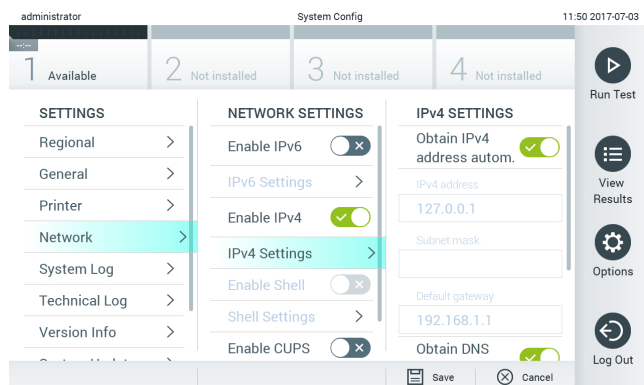 administrator
System Config
11:50 2017-07-03
--:--
1 Available
2 Not installed
3 Not installed
4 Not installed
Run Test
View
Results
Options
Log Out
SETTINGS
Regional
General
Printer
Network
System Log
Technical Log
Version Info
NETWORK SETTINGS
Enable IPv6
IPv6 Settings
Enable IPv4
IPv4 Settings
Enable Shell
Shell Settings
Enable CUPS
IPv4 SETTINGS
Obtain IPv4
address autom.
IPv4 address
127.0.0.1
Subnet mask
Default gateway
192.168.1.1
Obtain DNS
Save
Cancel